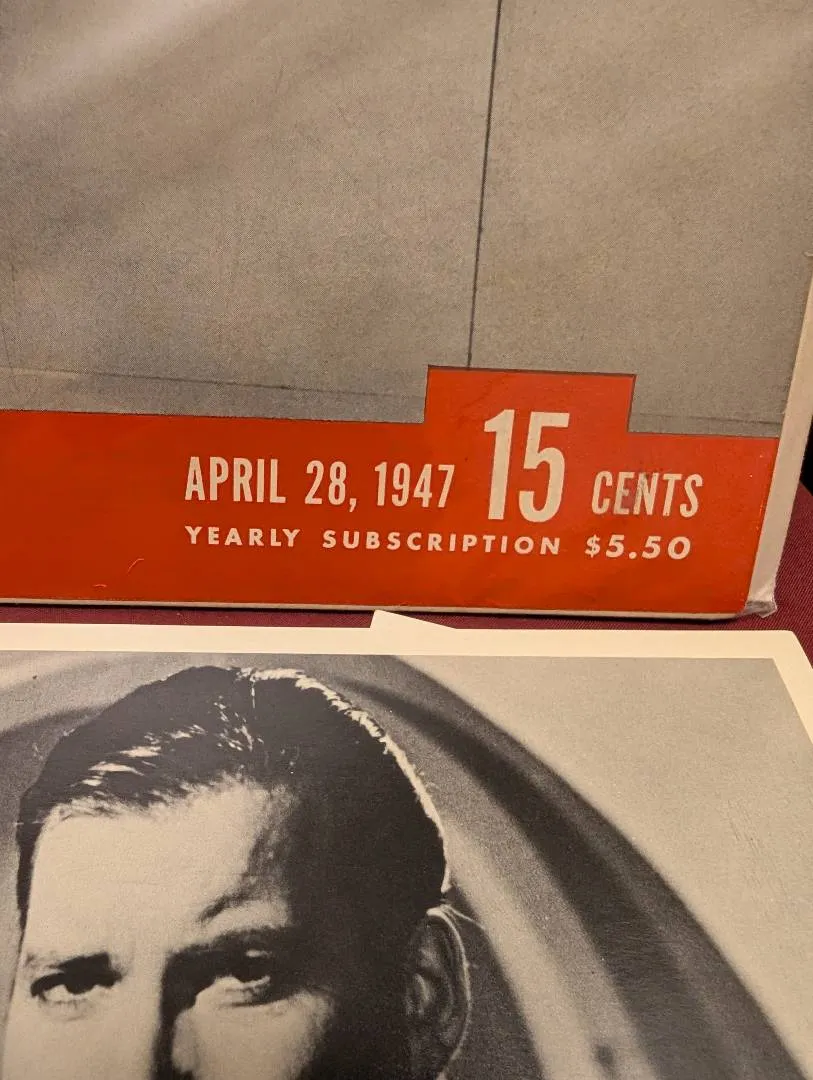 APRIL 28, 1947 15 CENTS
YEARLY SUBSCRIPTION $5.50